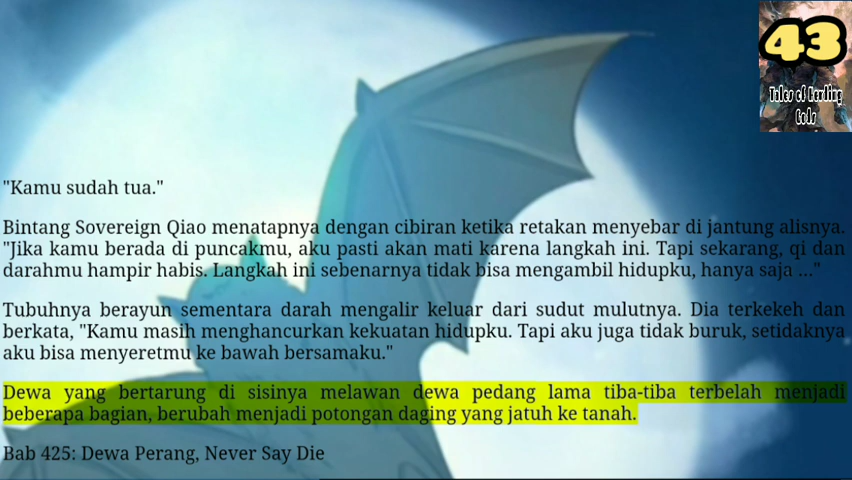 43
Tales of Herding
Gods
"Kamu sudah tua."
Bintang Sovereign Qiao menatapnya dengan cibiran ketika retakan menyebar di jantung alisnya.
"Jika kamu berada di puncakmu, aku pasti akan mati karena langkah ini. Tapi sekarang, qi dan
darahmu hampir habis. Langkah ini sebenarnya tidak bisa mengambil hidupku, hanya saja ..."
Tubuhnya berayun sementara darah mengalir keluar dari sudut mulutnya. Dia terkekeh dan
berkata, "Kamu masih menghancurkan kekuatan hidupku. Tapi aku juga tidak buruk, setidaknya
aku bisa menyeretmu ke bawah bersamaku."
Dewa yang bertarung di sisinya melawan dewa pedang lama tiba-tiba terbelah menjadi
beberapa bagian, berubah menjadi potongan daging yang jatuh ke tanah.
Bab 425: Dewa Perang, Never Say Die